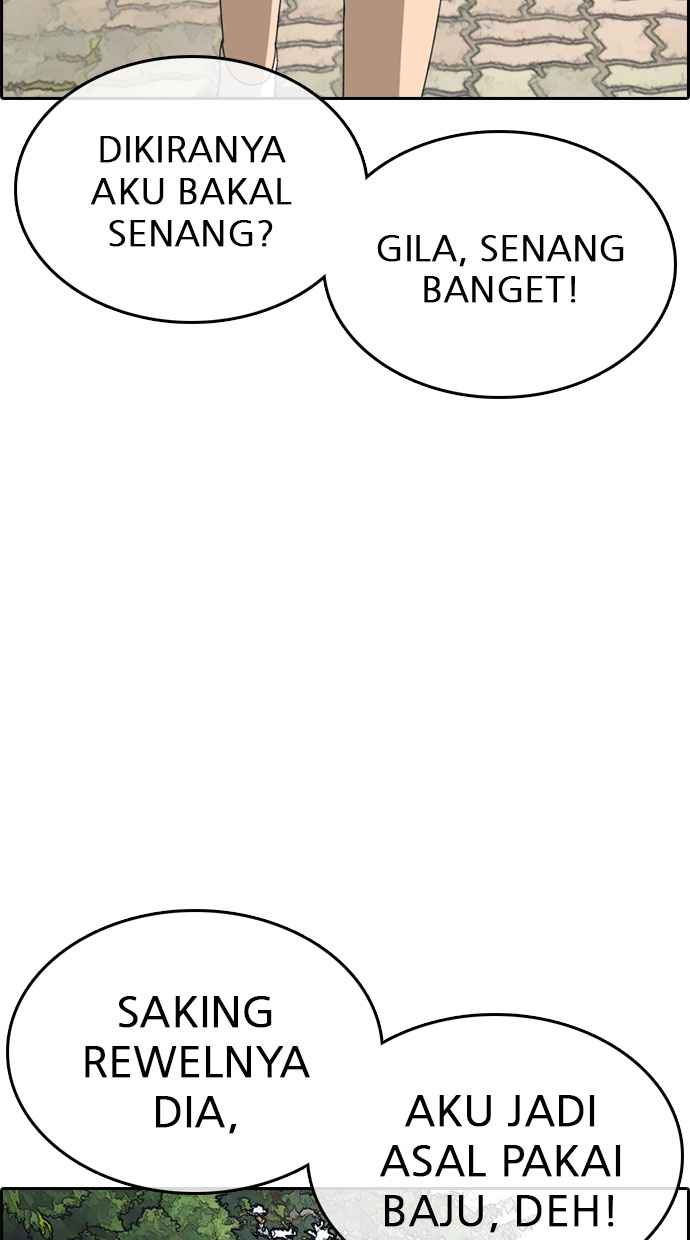 DIKIRANYA
AKU BAKAL
SENANG?
GILA, SENANG
BANGET!
SAKING
REWELNYA
DIA,
AKU JADI
ASAL PAKAI
BAJU, DEH!